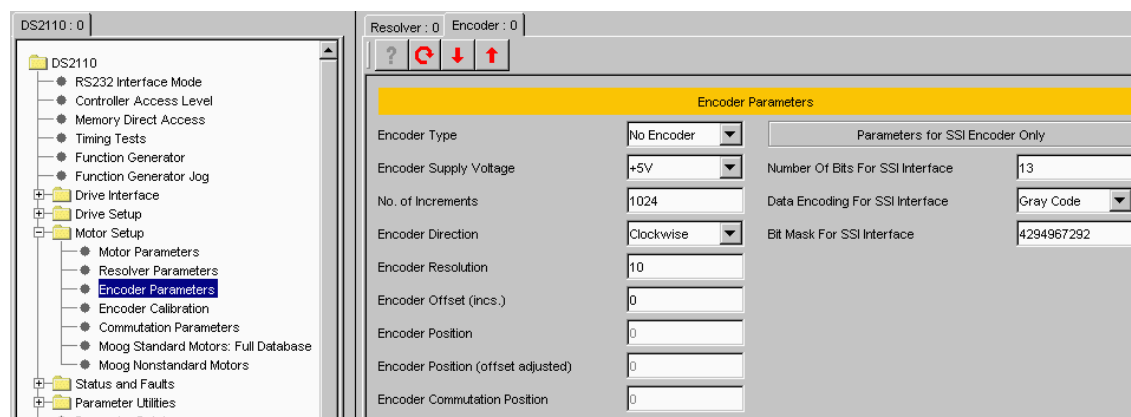 DS2110 : 0
DS2110
RS232 Interface Mode
Controller Access Level
Memory Direct Access
Timing Tests
Function Generator
Function Generator Jog
Drive Interface
Drive Setup
Motor Setup
Motor Parameters
Resolver Parameters
Encoder Parameters
Encoder Calibration
Commutation Parameters
Moog Standard Motors: Full Database
Moog Nonstandard Motors
Status and Faults
Parameter Utilities
Resolver : 0 Encoder : 0
?
Encoder Parameters
Encoder Type No Encoder Parameters for SSI Encoder Only
Encoder Supply Voltage +5V Number Of Bits For SSI Interface 13
No. of Increments 1024 Data Encoding For SSI Interface Gray Code
Encoder Direction Clockwise Bit Mask For SSI Interface 4294967292
Encoder Resolution 10
Encoder Offset (incs.) 0
Encoder Position 0
Encoder Position (offset adjusted) 0
Encoder Commutation Position 0